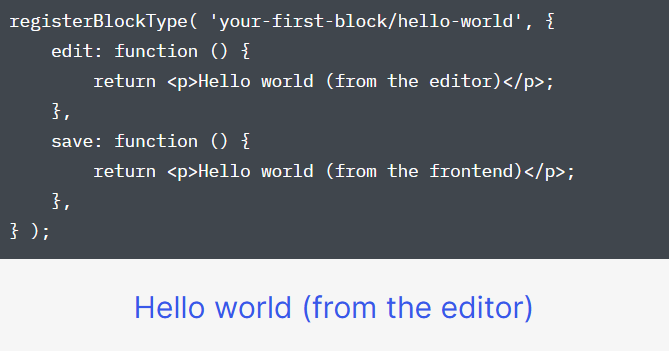 registerBlockType( 'your-first-block/hello-world', {
    edit: function () {
        return <p>Hello world (from the editor)</p>;
    },
    save: function () {
        return <p>Hello world (from the frontend)</p>;
    },
} );
Hello world (from the editor)